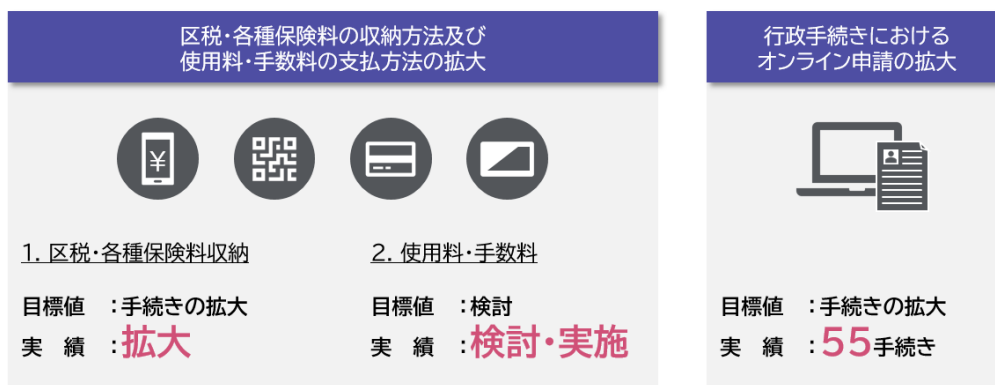 区税・各種保険料の収納方法及び
使用料・手数料の支払方法の拡大
¥
1. 区税・各種保険料収納
目標値 ：手続きの拡大
実 績 ：拡大
2. 使用料・手数料
目標値 ：検討
実 績 ：検討・実施
行政手続きにおける
オンライン申請の拡大
目標値 ：手続きの拡大
実 績 ：55手続き